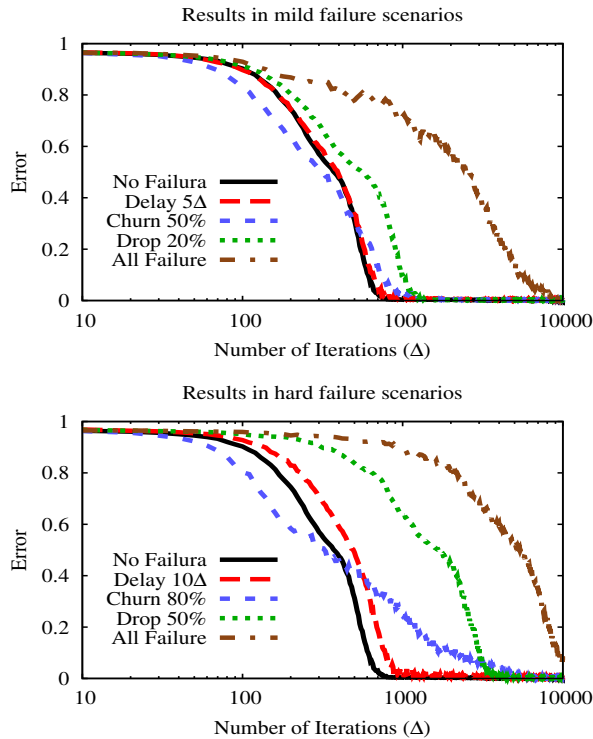 Results in mild failure scenarios
1
0.8
0.6
0.4
0.2
0
Error
No Failura
Delay 5Δ
Churn 50%
Drop 20%
All Failure
10
100
1000
10000
Number of Iterations (Δ)
Results in hard failure scenarios
1
0.8
0.6
0.4
0.2
0
Error
No Failura
Delay 10Δ
Churn 80%
Drop 50%
All Failure
10
100
1000
10000
Number of Iterations (Δ)